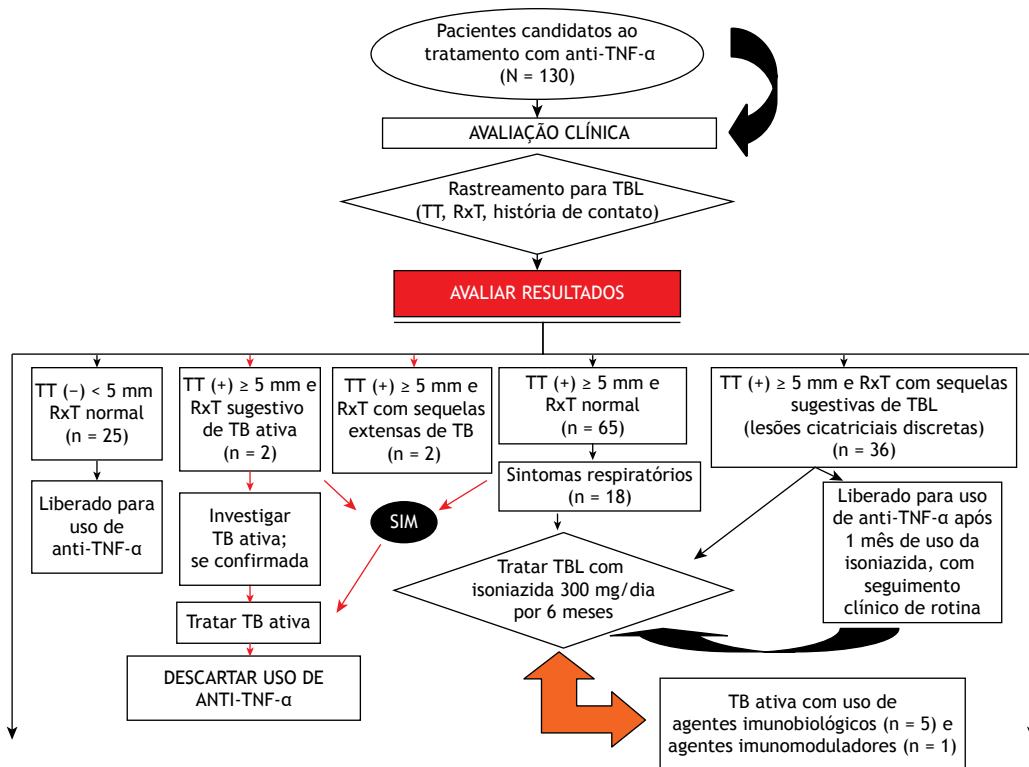 Pacientes candidatos ao
tratamento com anti-TNF-α
(N = 130)
AVALIAÇÃO CLÍNICA
Rastreamento para TBL
(TT, RxT, história de contato)
AVALIAR RESULTADOS
TT (−) < 5 mm
RxT normal
(n = 25)
TT (+) ≥ 5 mm e
RxT sugestivo
de TB ativa
(n = 2)
TT (+) ≥ 5 mm e
RxT com sequelas
extensas de TB
(n = 2)
TT (+) ≥ 5 mm e
RxT normal
(n = 65)
TT (+) ≥ 5 mm e RxT com sequelas
sugestivas de TBL
(lesões cicatriciais discretas)
(n = 36)
Liberado para
uso de
anti-TNF-α
Investigar
TB ativa;
se confirmada
SIM
Sintomas respiratórios
(n = 18)
Liberado para uso
de anti-TNF-α após
1 mês de uso da
isoniazida, com
seguimento
clínico de rotina
Tratar TBL com
isoniazida 300 mg/dia
por 6 meses
Tratar TB ativa
DESCARTAR USO DE
ANTI-TNF-α
TB ativa com uso de
agentes imunobiológicos (n = 5) e
agentes imunomoduladores (n = 1)